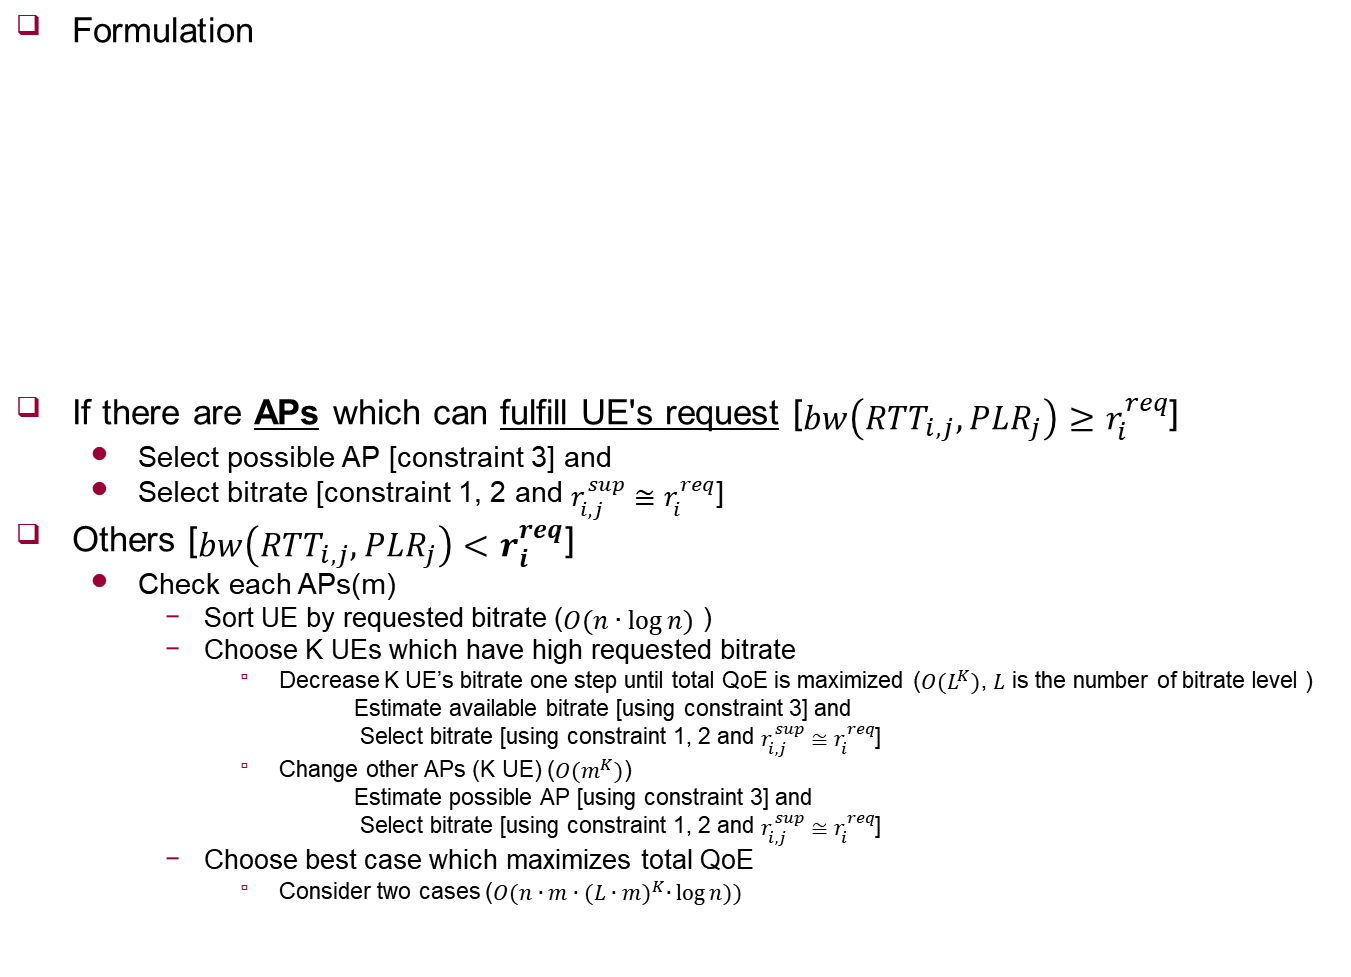 ❑ Formulation
❑ If there are APs which can fulfill UE's request [𝑏𝑤(𝑅𝑇𝑇_{𝑖,𝑗}, 𝑃𝐿𝑅_𝑗) ≥ 𝑟_𝑖^{𝑟𝑒𝑞}]
● Select possible AP [constraint 3] and
● Select bitrate [constraint 1, 2 and 𝑟_{𝑖,𝑗}^{𝑠𝑢𝑝} ≅ 𝑟_𝑖^{𝑟𝑒𝑞}]
❑ Others [𝑏𝑤(𝑅𝑇𝑇_{𝑖,𝑗}, 𝑃𝐿𝑅_𝑗) < 𝒓_𝒊^{𝒓𝒆𝒒}]
● Check each APs(m)
− Sort UE by requested bitrate (𝑂(𝑛 · log 𝑛) )
− Choose K UEs which have high requested bitrate
▫ Decrease K UE’s bitrate one step until total QoE is maximized (𝑂(𝐿^𝐾), 𝐿 is the number of bitrate level )
Estimate available bitrate [using constraint 3] and
Select bitrate [using constraint 1, 2 and 𝑟_{𝑖,𝑗}^{𝑠𝑢𝑝} ≅ 𝑟_𝑖^{𝑟𝑒𝑞}]
▫ Change other APs (K UE) (𝑂(𝑚^𝐾))
Estimate possible AP [using constraint 3] and
Select bitrate [using constraint 1, 2 and 𝑟_{𝑖,𝑗}^{𝑠𝑢𝑝} ≅ 𝑟_𝑖^{𝑟𝑒𝑞}]
− Choose best case which maximizes total QoE
▫ Consider two cases (𝑂(𝑛 · 𝑚 · (𝐿 · 𝑚)^𝐾 · log 𝑛))